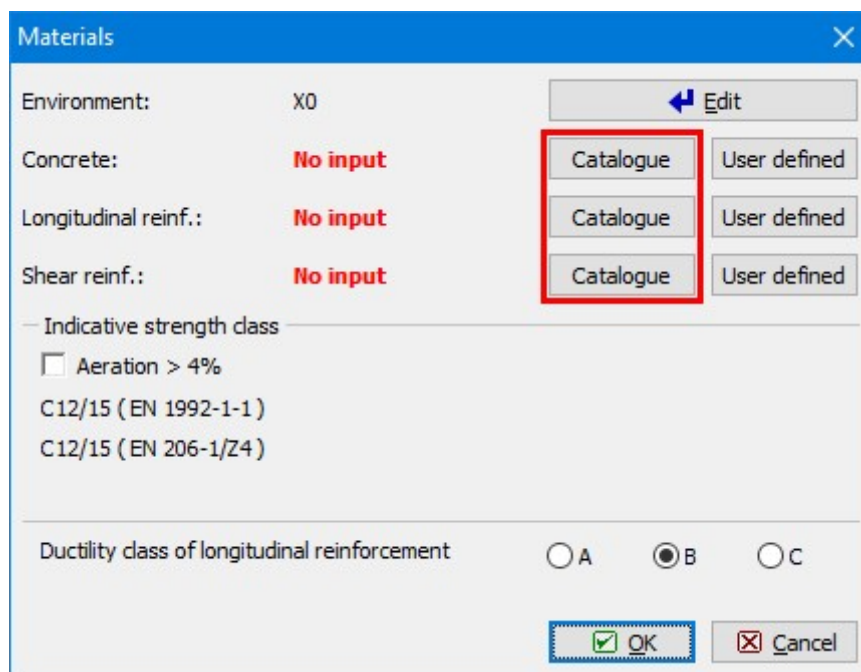 Materials
Environment: X0 Edit
Concrete: No input Catalogue User defined
Longitudinal reinf.: No input Catalogue User defined
Shear reinf.: No input Catalogue User defined
Indicative strength class
Aeration > 4%
C12/15 ( EN 1992-1-1 )
C12/15 ( EN 206-1/Z4 )
Ductility class of longitudinal reinforcement A B C
OK Cancel